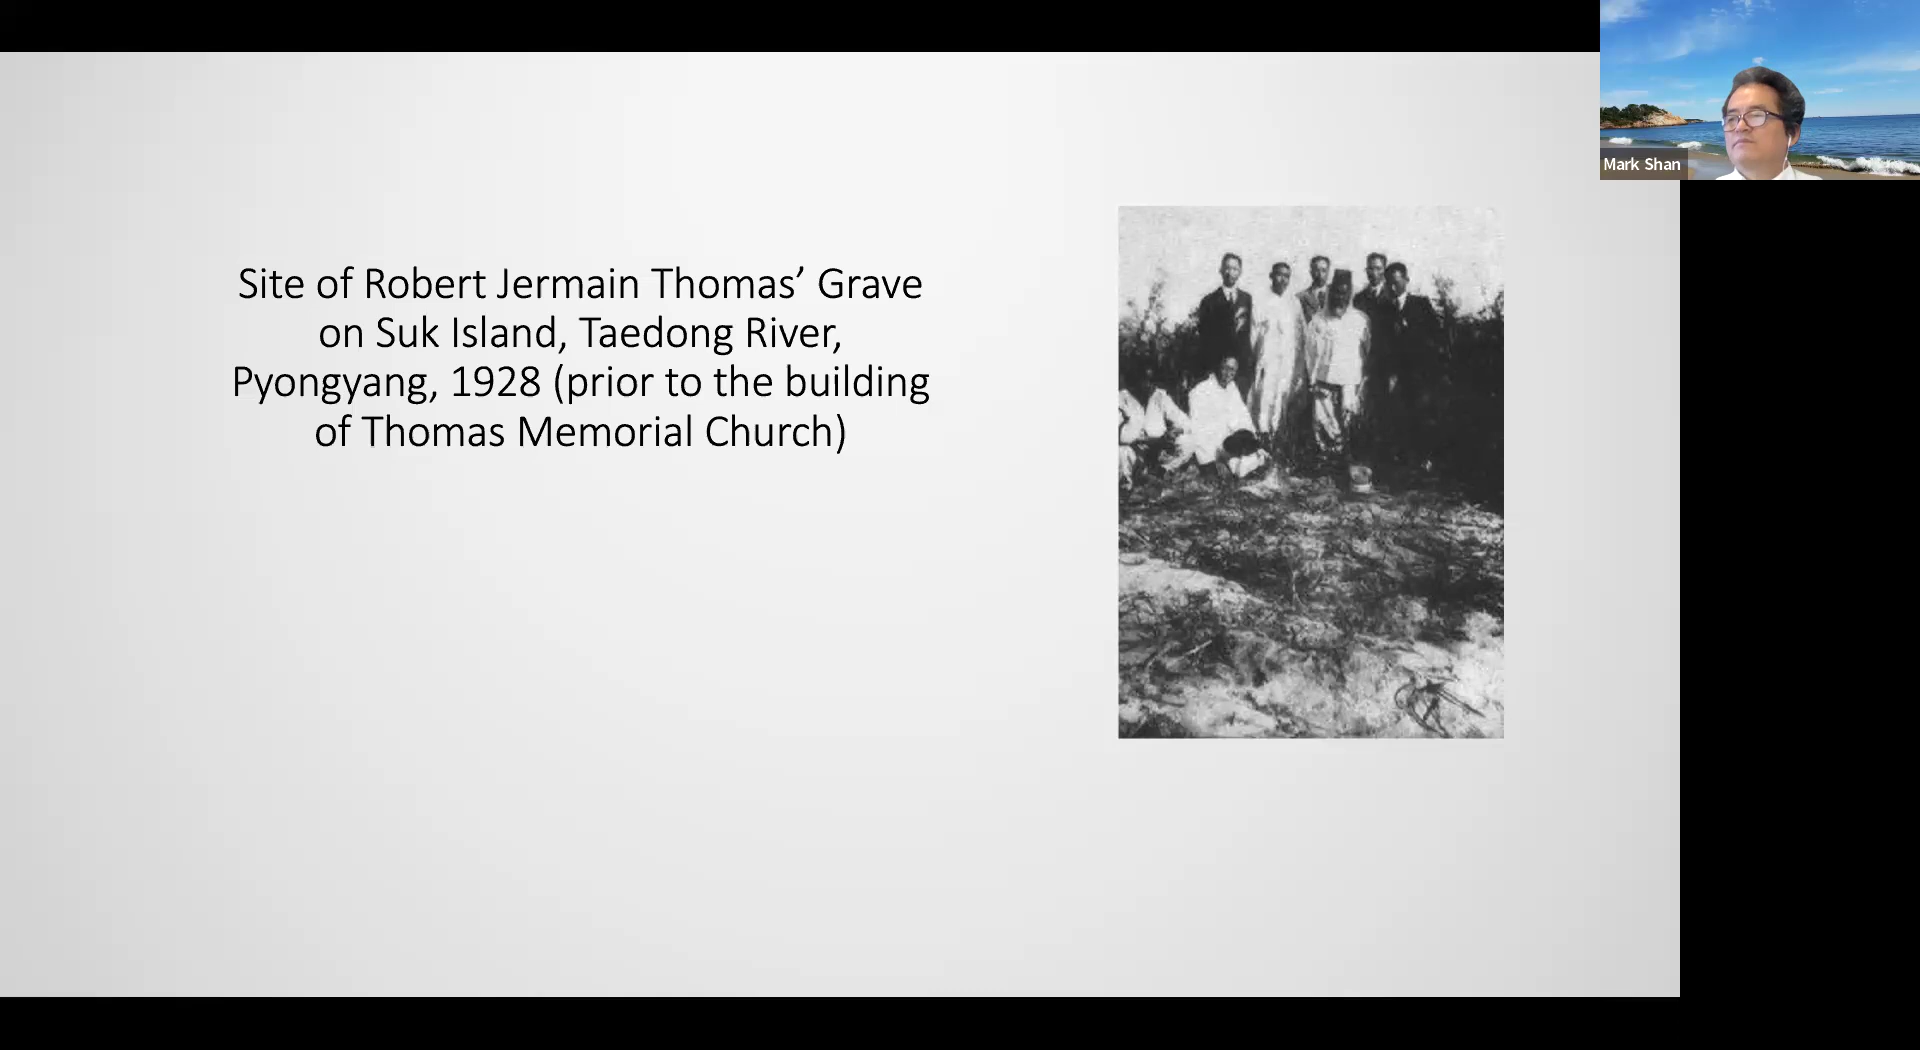 Site of Robert Jermain Thomas’ Grave
on Suk Island, Taedong River,
Pyongyang, 1928 (prior to the building
of Thomas Memorial Church)
Mark Shan